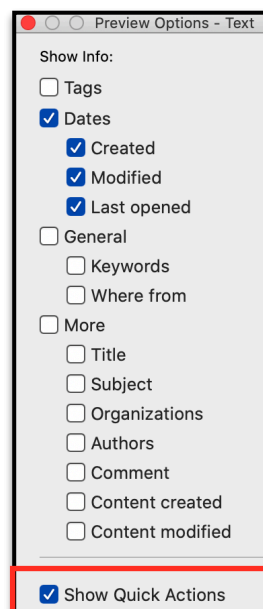 Preview Options - Text
Show Info:
Tags
Dates
Created
Modified
Last opened
General
Keywords
Where from
More
Title
Subject
Organizations
Authors
Comment
Content created
Content modified
Show Quick Actions